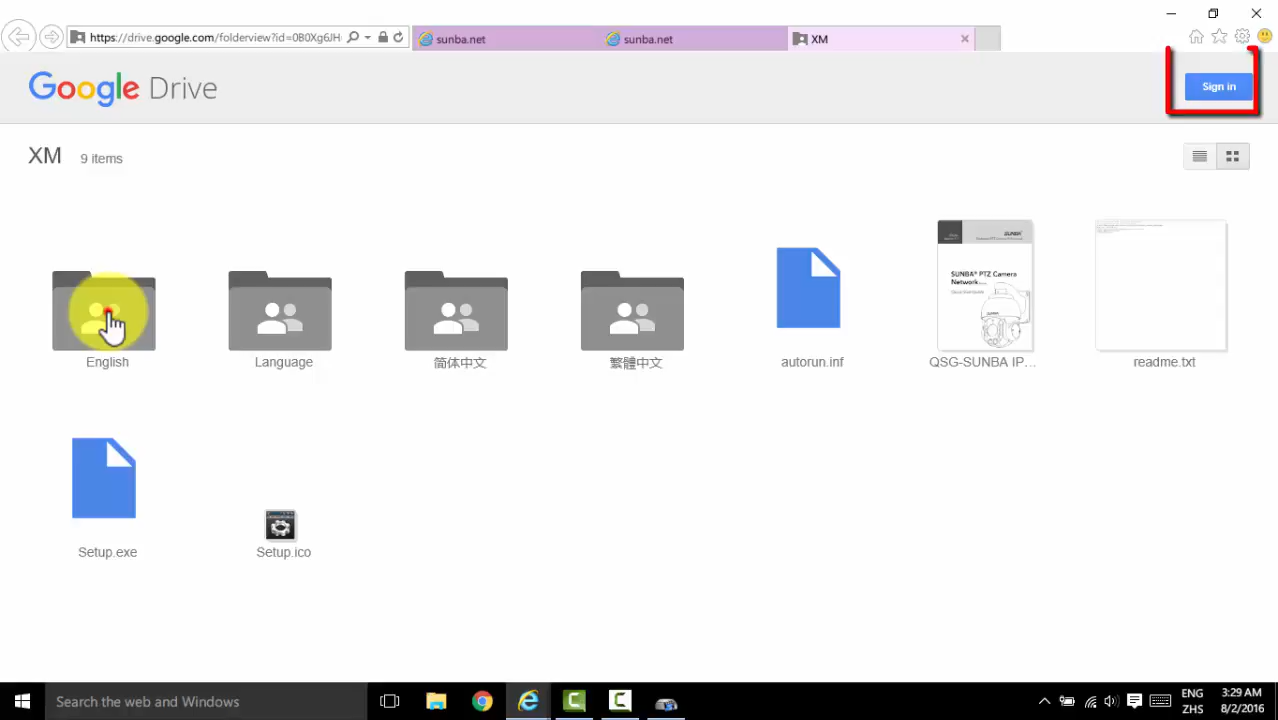 https://drive.google.com/folderview?id=0B0Xg6JH
sunba.net
sunba.net
XM
Google Drive
Sign in
XM 9 items
SUNBA
SUNBA® PTZ Camera
Network
English
Language
简体中文
繁體中文
autorun.inf
QSG-SUNBA IP...
readme.txt
Setup.exe
Setup.ico
Search the web and Windows
ENG
ZHS
3:29 AM
8/2/2016